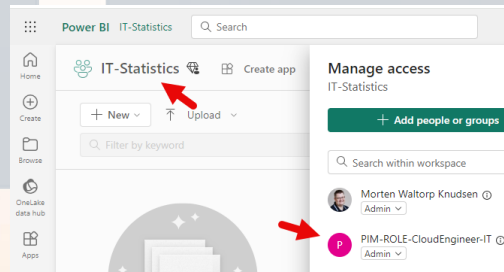 Power BI IT-Statistics Search
Home
Create
Browse
OneLake
data hub
Apps
IT-Statistics Create app
New Upload
Filter by keyword
Manage access
IT-Statistics
Add people or groups
Search within workspace
Morten Waltorp Knudsen
Admin
P PIM-ROLE-CloudEngineer-IT
Admin